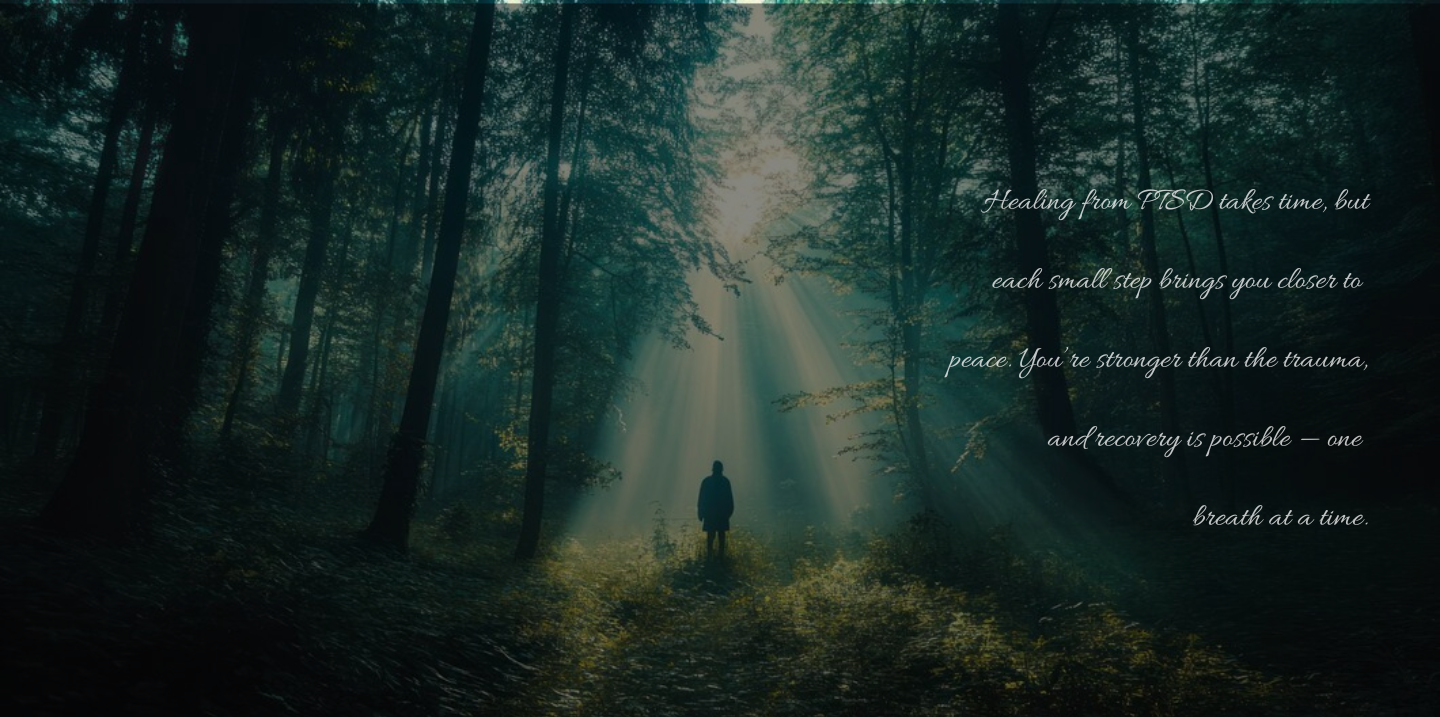 Healing from PTSD takes time, but
each small step brings you closer to
peace. You're stronger than the trauma,
and recovery is possible — one
breath at a time.